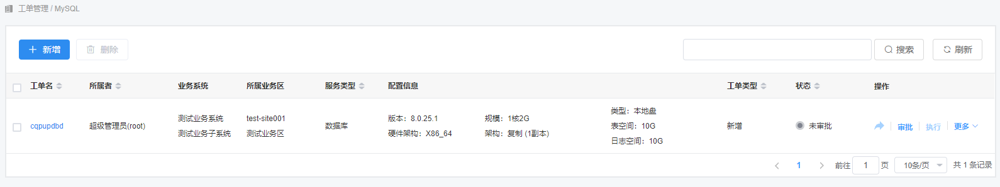 工单管理 / MySQL
新增 删除 搜索 刷新
工单名 所属者 业务系统 所属业务区 服务类型 配置信息 工单类型 状态 操作
cqpupdbd 超级管理员(root) 测试业务系统 test-site001 数据库 版本：8.0.25.1 规模：1核2G 类型：本地盘 新增 未审批 审批 执行 更多
测试业务子系统 测试业务区 硬件架构：X86_64 架构：复制 (1副本) 表空间：10G
日志空间：10G
1 前往 1 页 10条/页 共 1 条记录